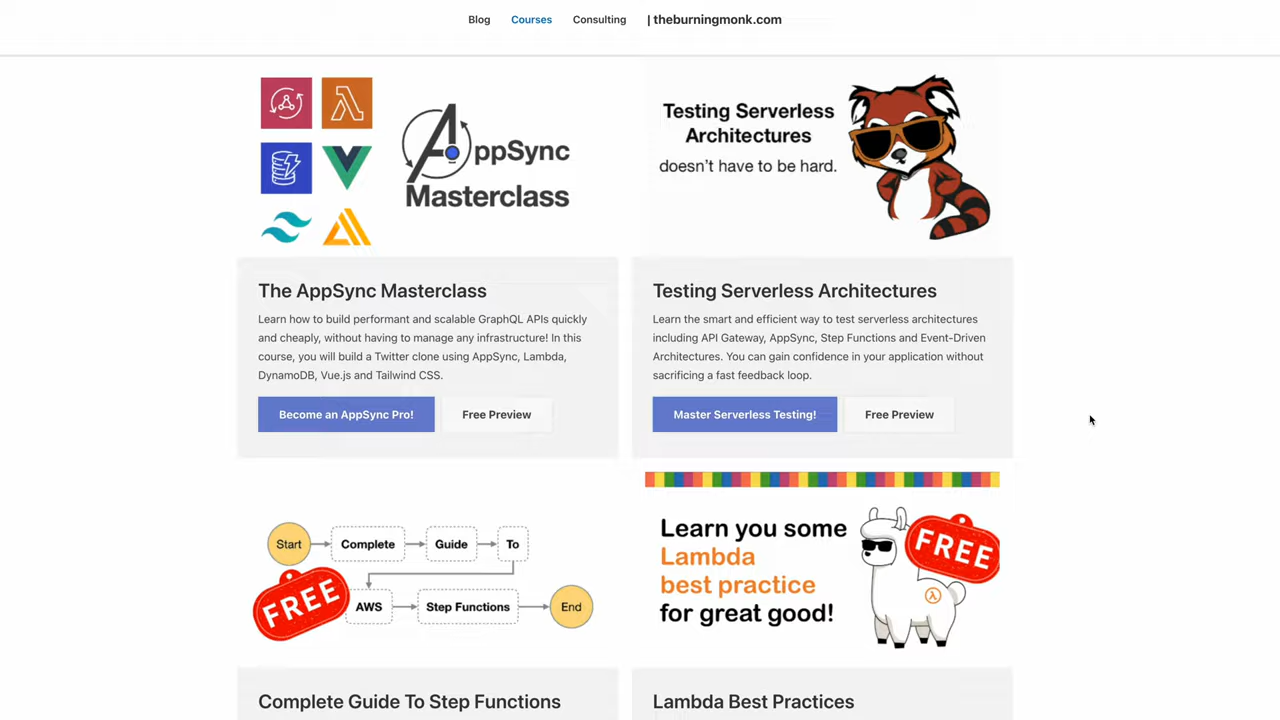 Blog Courses Consulting | theburningmonk.com
AppSync
Masterclass
Testing Serverless
Architectures
doesn't have to be hard.
The AppSync Masterclass
Learn how to build performant and scalable GraphQL APIs quickly
and cheaply, without having to manage any infrastructure! In this
course, you will build a Twitter clone using AppSync, Lambda,
DynamoDB, Vue.js and Tailwind CSS.
Become an AppSync Pro! Free Preview
Testing Serverless Architectures
Learn the smart and efficient way to test serverless architectures
including API Gateway, AppSync, Step Functions and Event-Driven
Architectures. You can gain confidence in your application without
sacrificing a fast feedback loop.
Master Serverless Testing! Free Preview
Start Complete Guide To
FREE AWS Step Functions End
Learn you some
Lambda
best practice
for great good!
FREE
Complete Guide To Step Functions
Lambda Best Practices